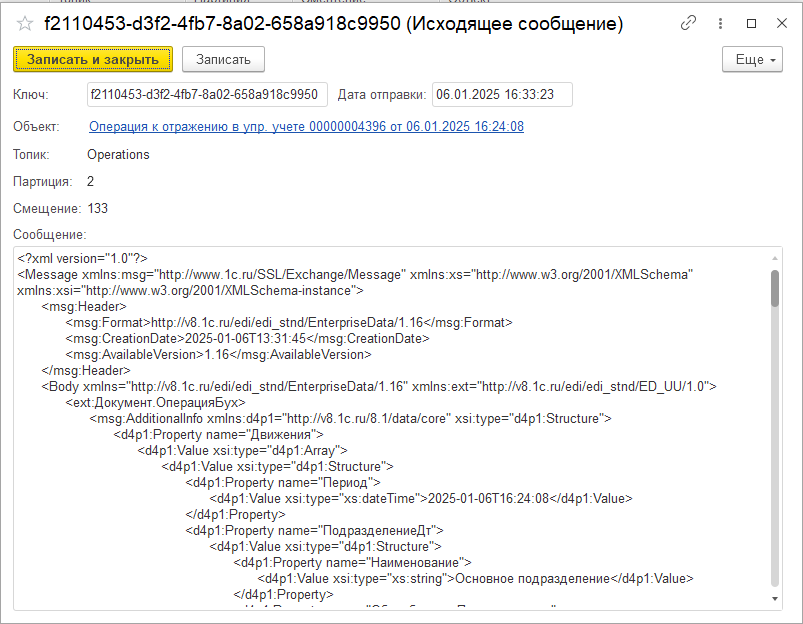 f2110453-d3f2-4fb7-8a02-658a918c9950 (Исходящее сообщение)
Записать и закрыть Записать Еще
Ключ: f2110453-d3f2-4fb7-8a02-658a918c9950 Дата отправки: 06.01.2025 16:33:23
Объект: Операция к отражению в упр. учете 00000004396 от 06.01.2025 16:24:08
Топик: Operations
Партиция: 2
Смещение: 133
Сообщение:
<?xml version="1.0"?>
<Message xmlns:msg="http://www.1c.ru/SSL/Exchange/Message" xmlns:xs="http://www.w3.org/2001/XMLSchema"
xmlns:xsi="http://www.w3.org/2001/XMLSchema-instance">
<msg:Header>
<msg:Format>http://v8.1c.ru/edi/edi_stnd/EnterpriseData/1.16</msg:Format>
<msg:CreationDate>2025-01-06T13:31:45</msg:CreationDate>
<msg:AvailableVersion>1.16</msg:AvailableVersion>
</msg:Header>
<Body xmlns="http://v8.1c.ru/edi/edi_stnd/EnterpriseData/1.16" xmlns:ext="http://v8.1c.ru/edi/edi_stnd/ED_UU/1.0">
<ext:Документ.ОперацияБух>
<msg:AdditionalInfo xmlns:d4p1="http://v8.1c.ru/8.1/data/core" xsi:type="d4p1:Structure">
<d4p1:Property name="Движения">
<d4p1:Value xsi:type="d4p1:Array">
<d4p1:Value xsi:type="d4p1:Structure">
<d4p1:Property name="Период">
<d4p1:Value xsi:type="xs:dateTime">2025-01-06T16:24:08</d4p1:Value>
</d4p1:Property>
<d4p1:Property name="ПодразделениеДт">
<d4p1:Value xsi:type="d4p1:Structure">
<d4p1:Property name="Наименование">
<d4p1:Value xsi:type="xs:string">Основное подразделение</d4p1:Value>
</d4p1:Property>